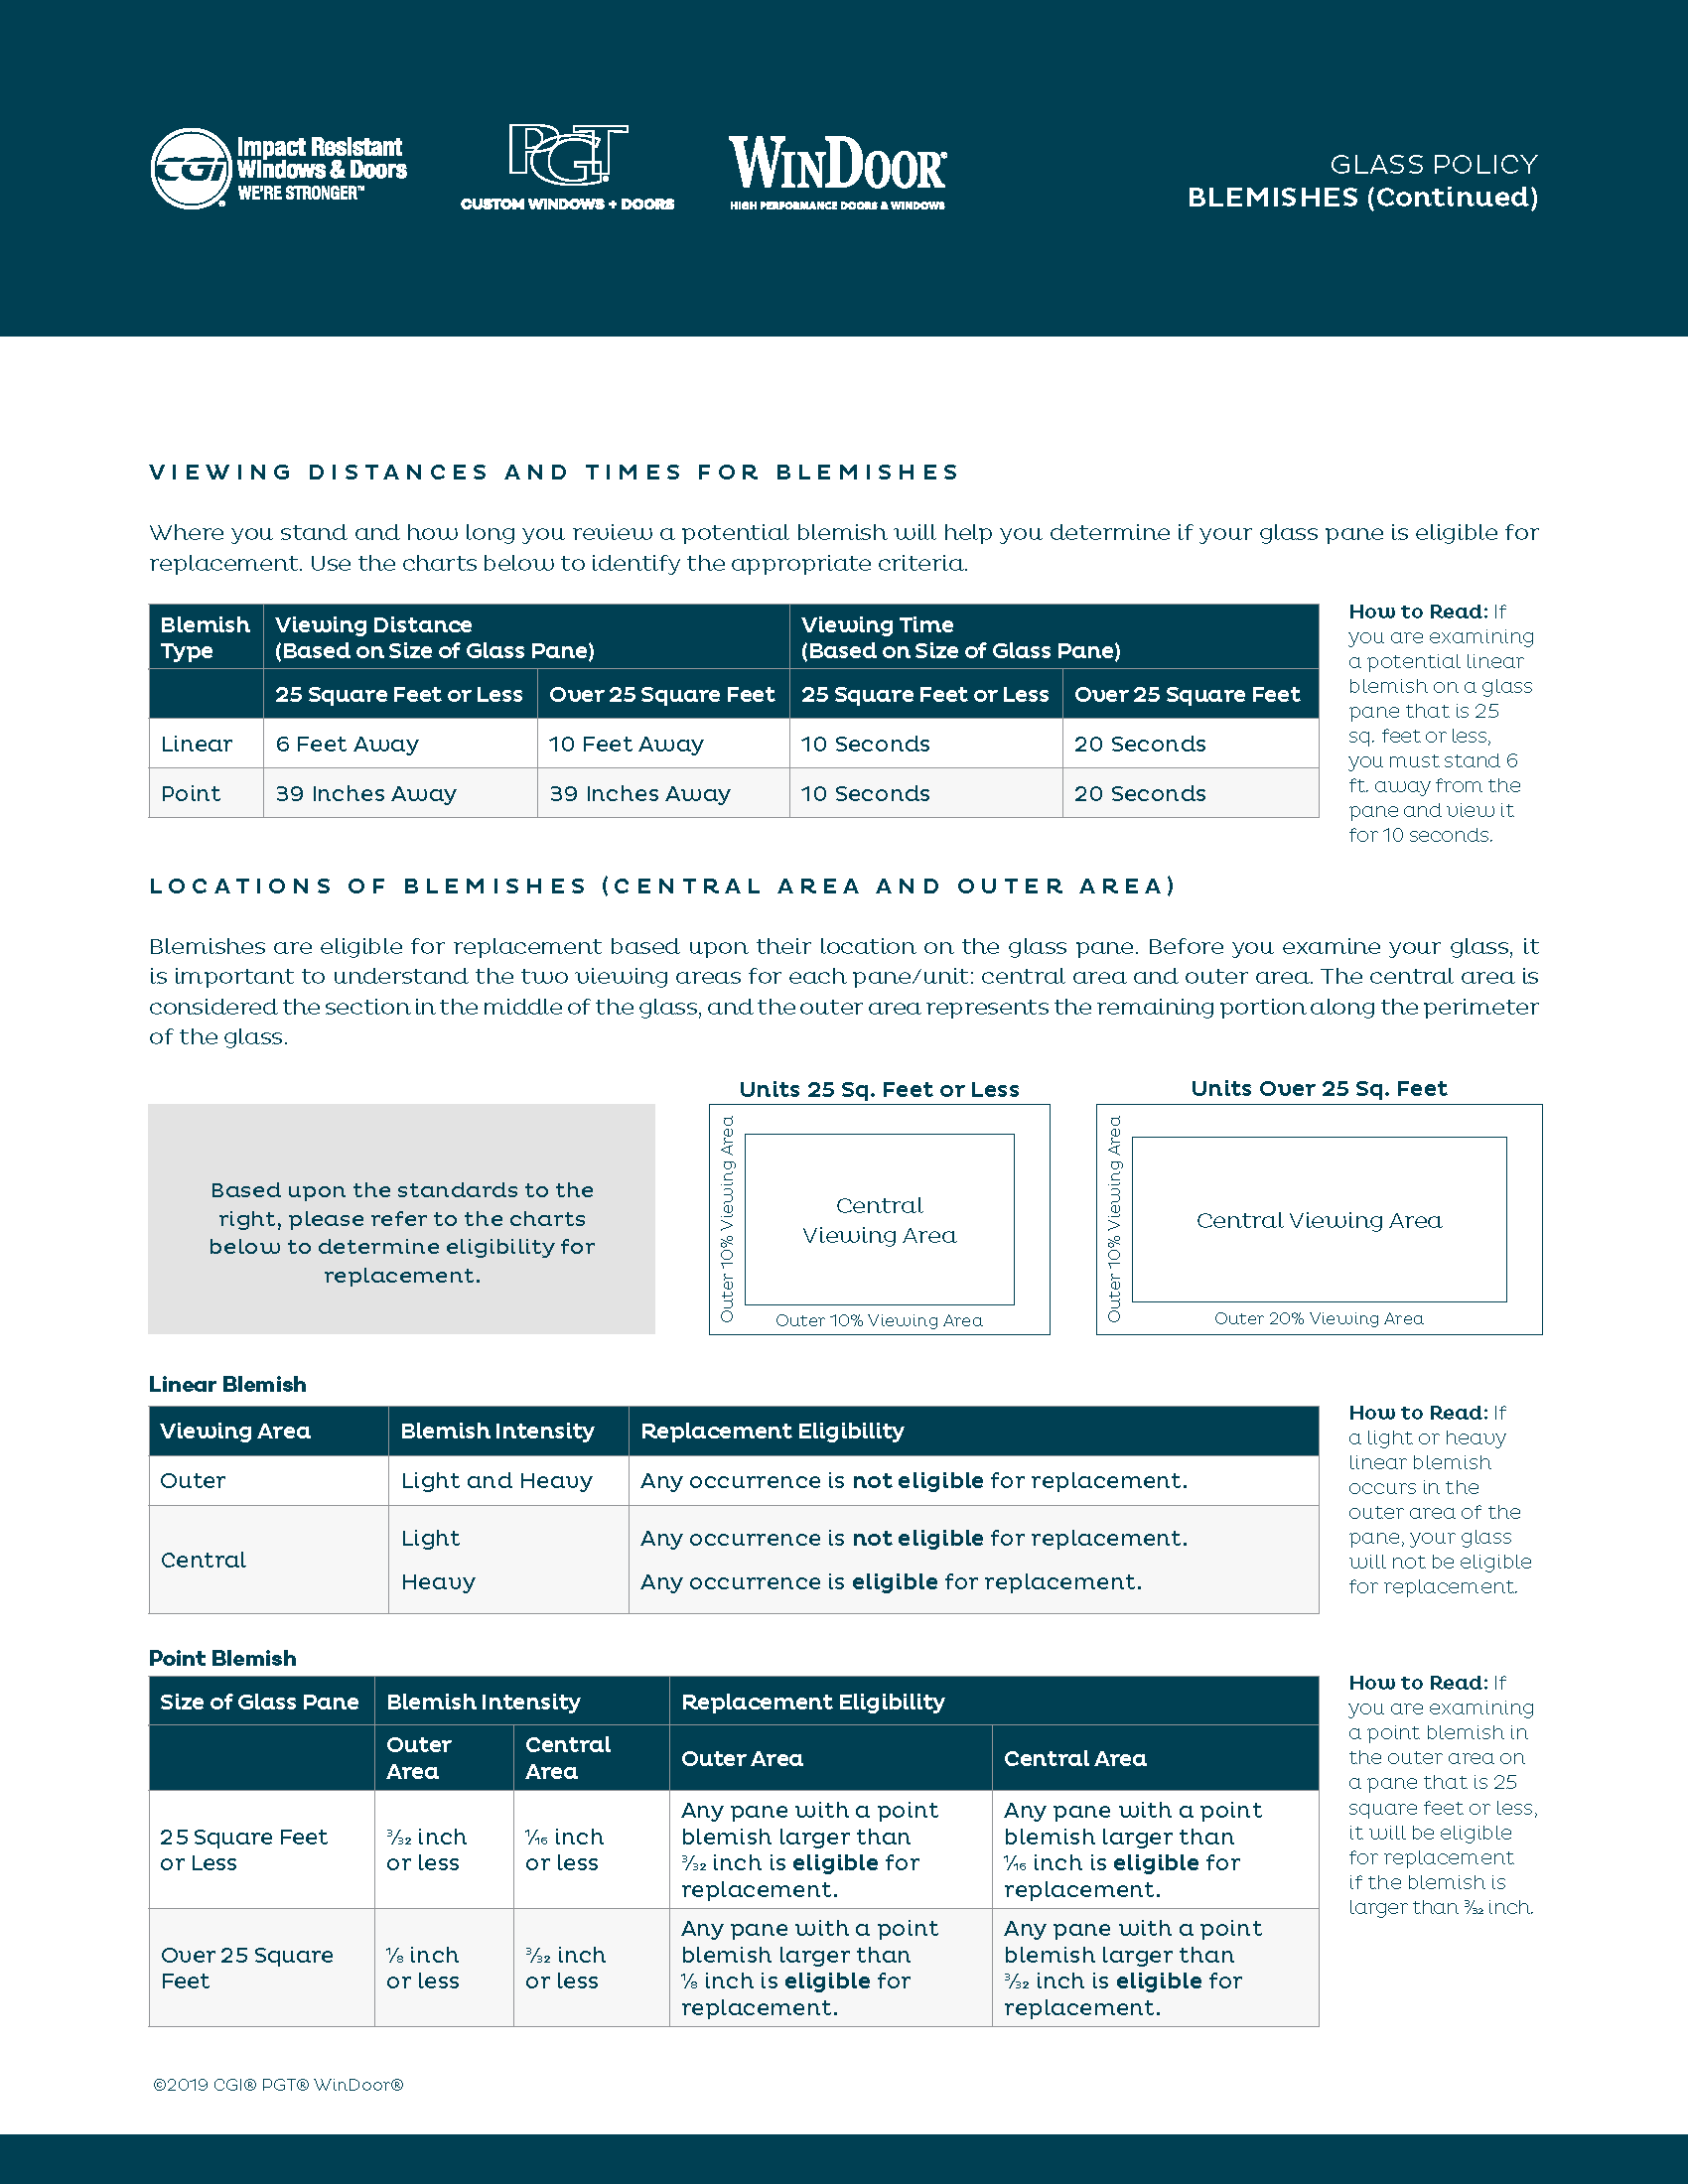 CGI
Impact Resistant
Windows & Doors
WE'RE STRONGER™
PGT
CUSTOM WINDOWS + DOORS
WINDOOR®
HIGH PERFORMANCE DOORS & WINDOWS
GLASS POLICY
BLEMISHES (Continued)
VIEWING DISTANCES AND TIMES FOR BLEMISHES
Where you stand and how long you review a potential blemish will help you determine if your glass pane is eligible for
replacement. Use the charts below to identify the appropriate criteria.
Blemish
Type
Viewing Distance
(Based on Size of Glass Pane)
Viewing Time
(Based on Size of Glass Pane)
25 Square Feet or Less
Over 25 Square Feet
25 Square Feet or Less
Over 25 Square Feet
Linear
6 Feet Away
10 Feet Away
10 Seconds
20 Seconds
Point
39 Inches Away
39 Inches Away
10 Seconds
20 Seconds
How to Read: If
you are examining
a potential linear
blemish on a glass
pane that is 25
sq. feet or less,
you must stand 6
ft. away from the
pane and view it
for 10 seconds.
LOCATIONS OF BLEMISHES (CENTRAL AREA AND OUTER AREA)
Blemishes are eligible for replacement based upon their location on the glass pane. Before you examine your glass, it
is important to understand the two viewing areas for each pane/unit: central area and outer area. The central area is
considered the section in the middle of the glass, and the outer area represents the remaining portion along the perimeter
of the glass.
Based upon the standards to the
right, please refer to the charts
below to determine eligibility for
replacement.
Units 25 Sq. Feet or Less
Outer 10% Viewing Area
Central
Viewing Area
Outer 10% Viewing Area
Units Over 25 Sq. Feet
Outer 10% Viewing Area
Central Viewing Area
Outer 20% Viewing Area
Linear Blemish
Viewing Area
Blemish Intensity
Replacement Eligibility
Outer
Light and Heavy
Any occurrence is not eligible for replacement.
Central
Light
Any occurrence is not eligible for replacement.
Heavy
Any occurrence is eligible for replacement.
How to Read: If
a light or heavy
linear blemish
occurs in the
outer area of the
pane, your glass
will not be eligible
for replacement.
Point Blemish
Size of Glass Pane
Blemish Intensity
Replacement Eligibility
Outer
Area
Central
Area
Outer Area
Central Area
25 Square Feet
or Less
3/32 inch
or less
1/16 inch
or less
Any pane with a point
blemish larger than
3/32 inch is eligible for
replacement.
Any pane with a point
blemish larger than
1/16 inch is eligible for
replacement.
Over 25 Square
Feet
1/8 inch
or less
3/32 inch
or less
Any pane with a point
blemish larger than
1/8 inch is eligible for
replacement.
Any pane with a point
blemish larger than
3/32 inch is eligible for
replacement.
How to Read: If
you are examining
a point blemish in
the outer area on
a pane that is 25
square feet or less,
it will be eligible
for replacement
if the blemish is
larger than 3/32 inch.
©2019 CGI® PGT® WinDoor®